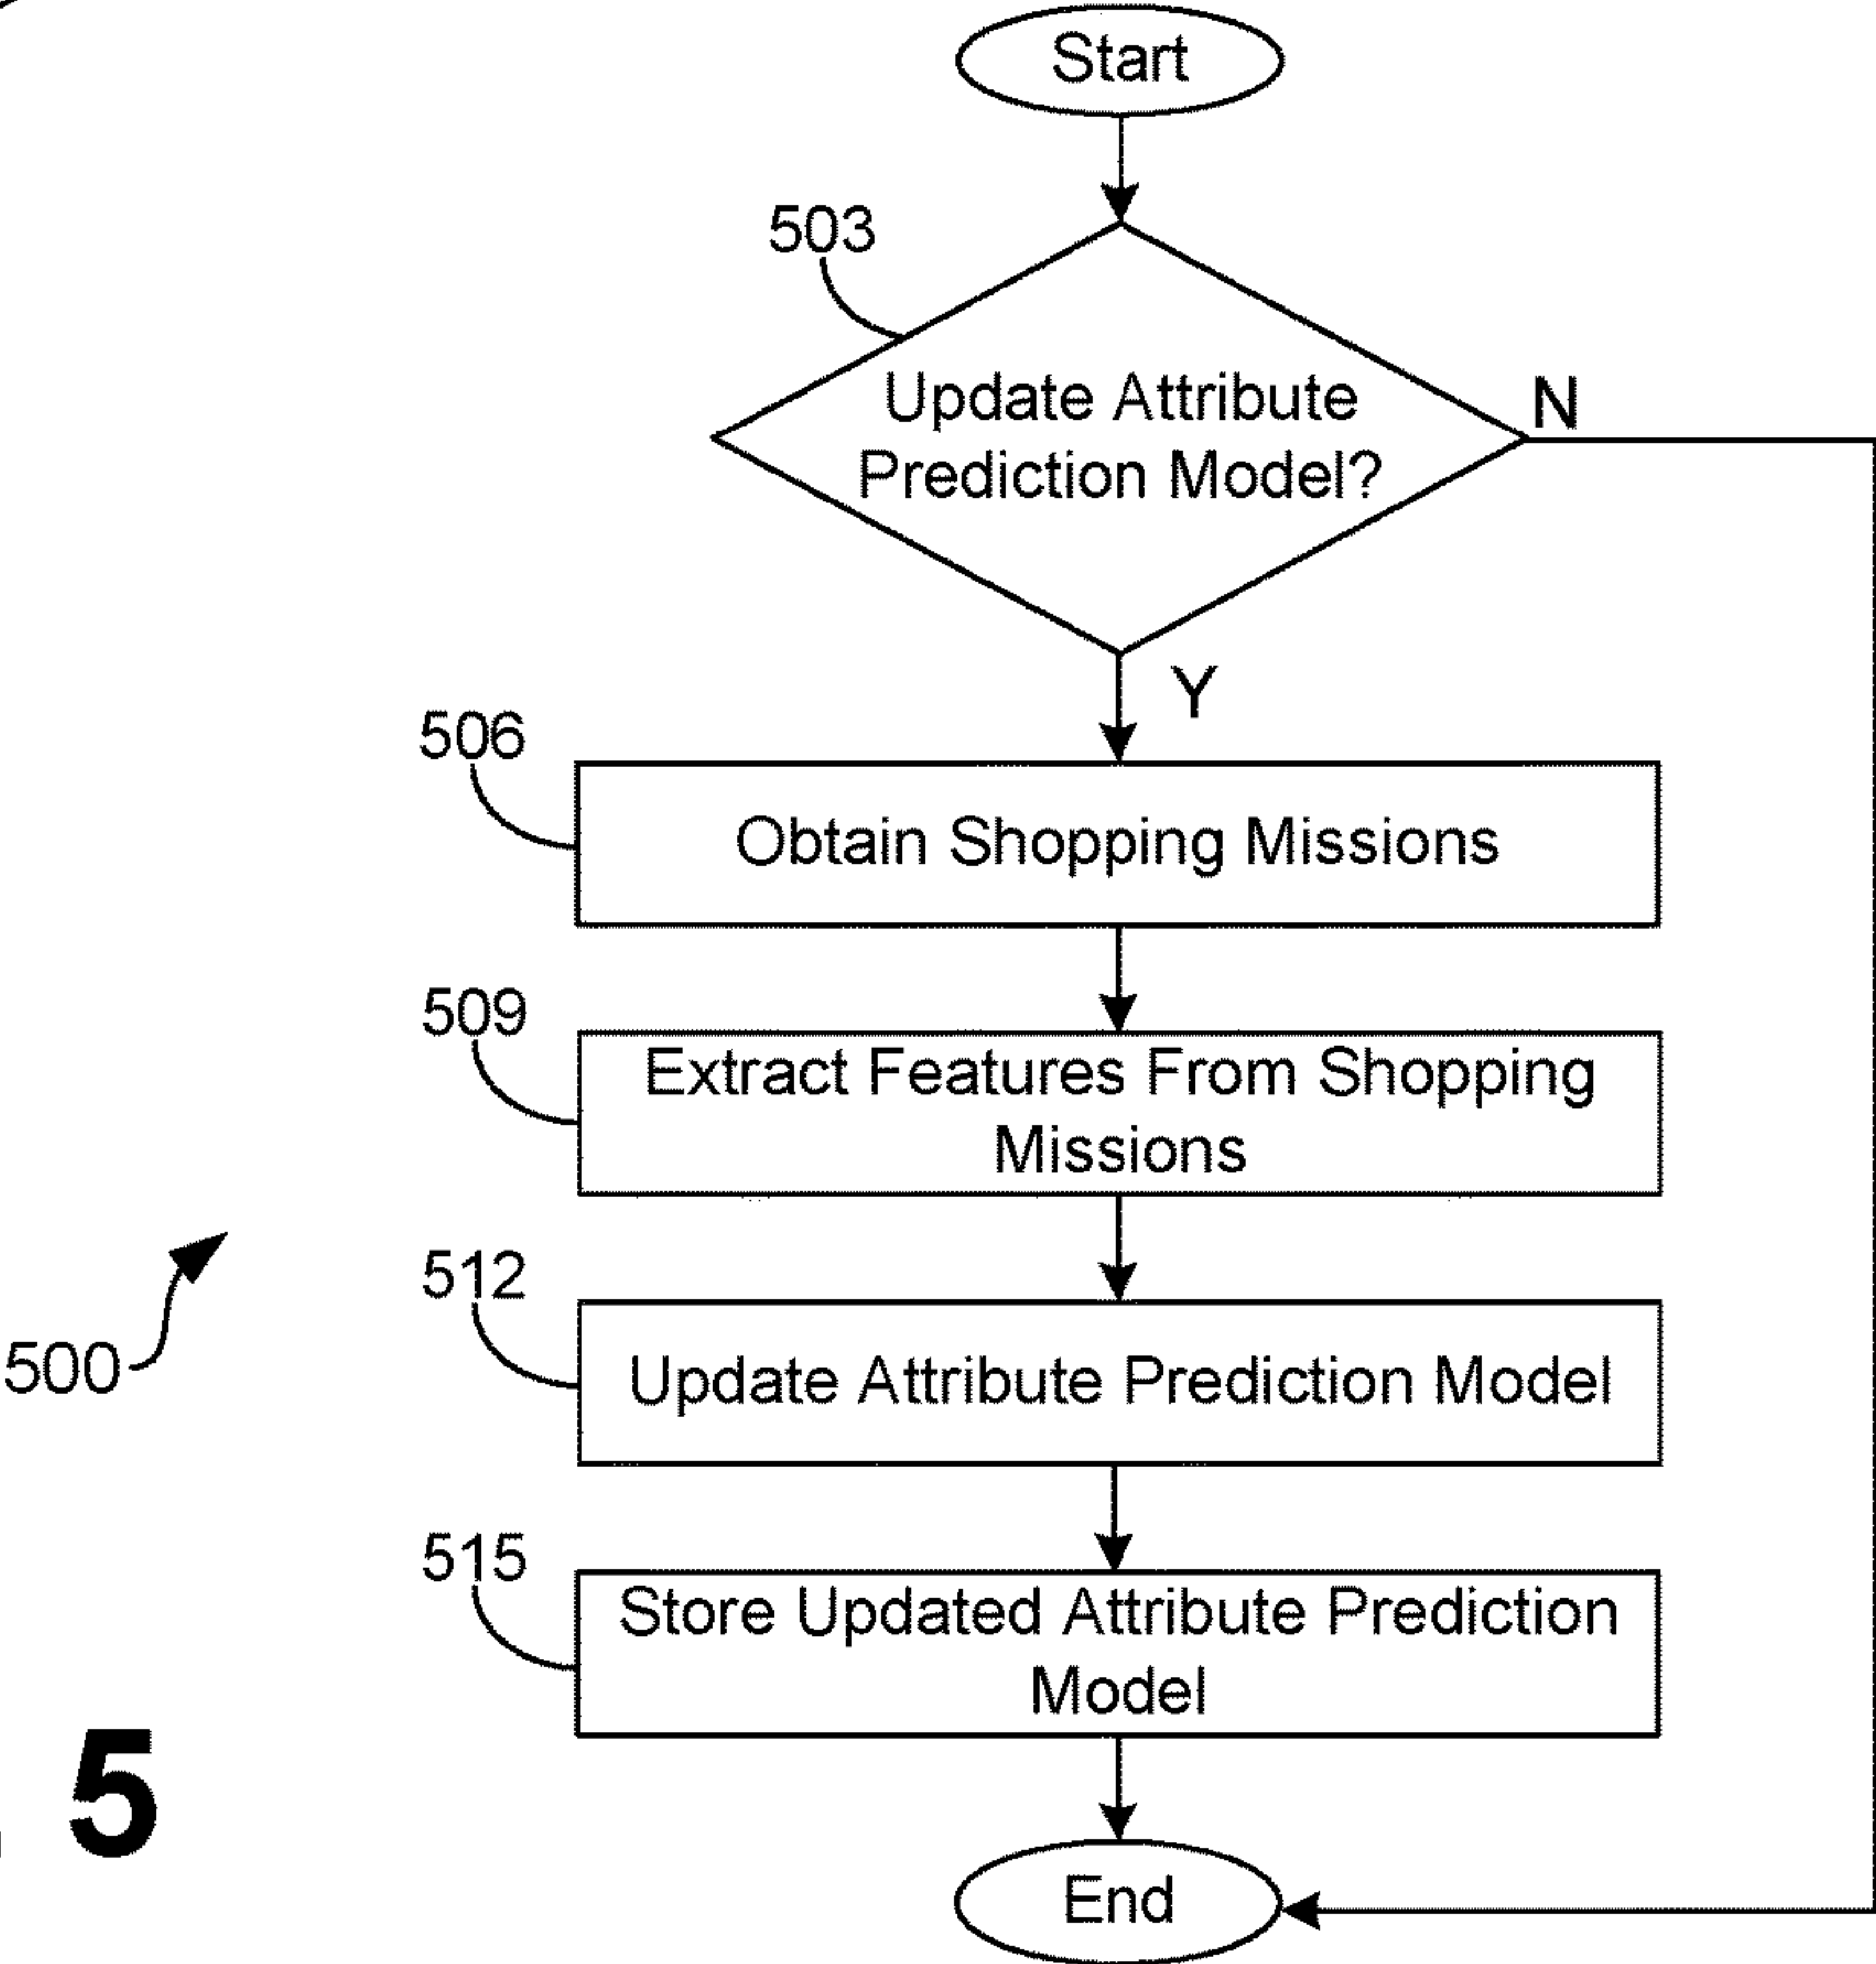 Start
503
Update Attribute
Prediction Model?
N
Y
506
Obtain Shopping Missions
509
Extract Features From Shopping
Missions
512
Update Attribute Prediction Model
500
515
Store Updated Attribute Prediction
Model
5
End